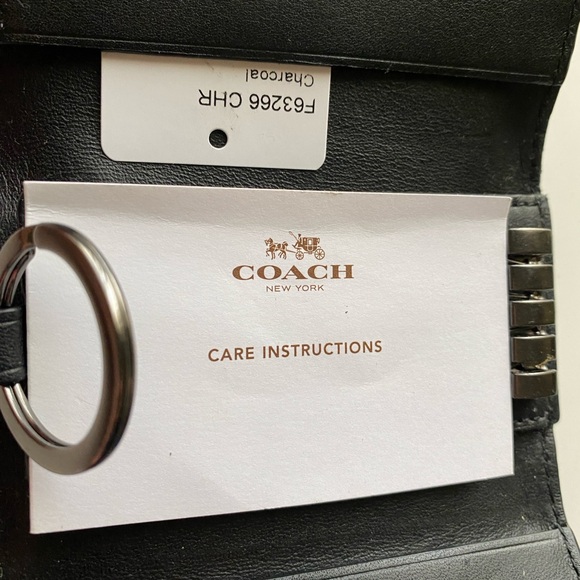 F63266 CHR
Charcoal
COACH
NEW YORK
CARE INSTRUCTIONS